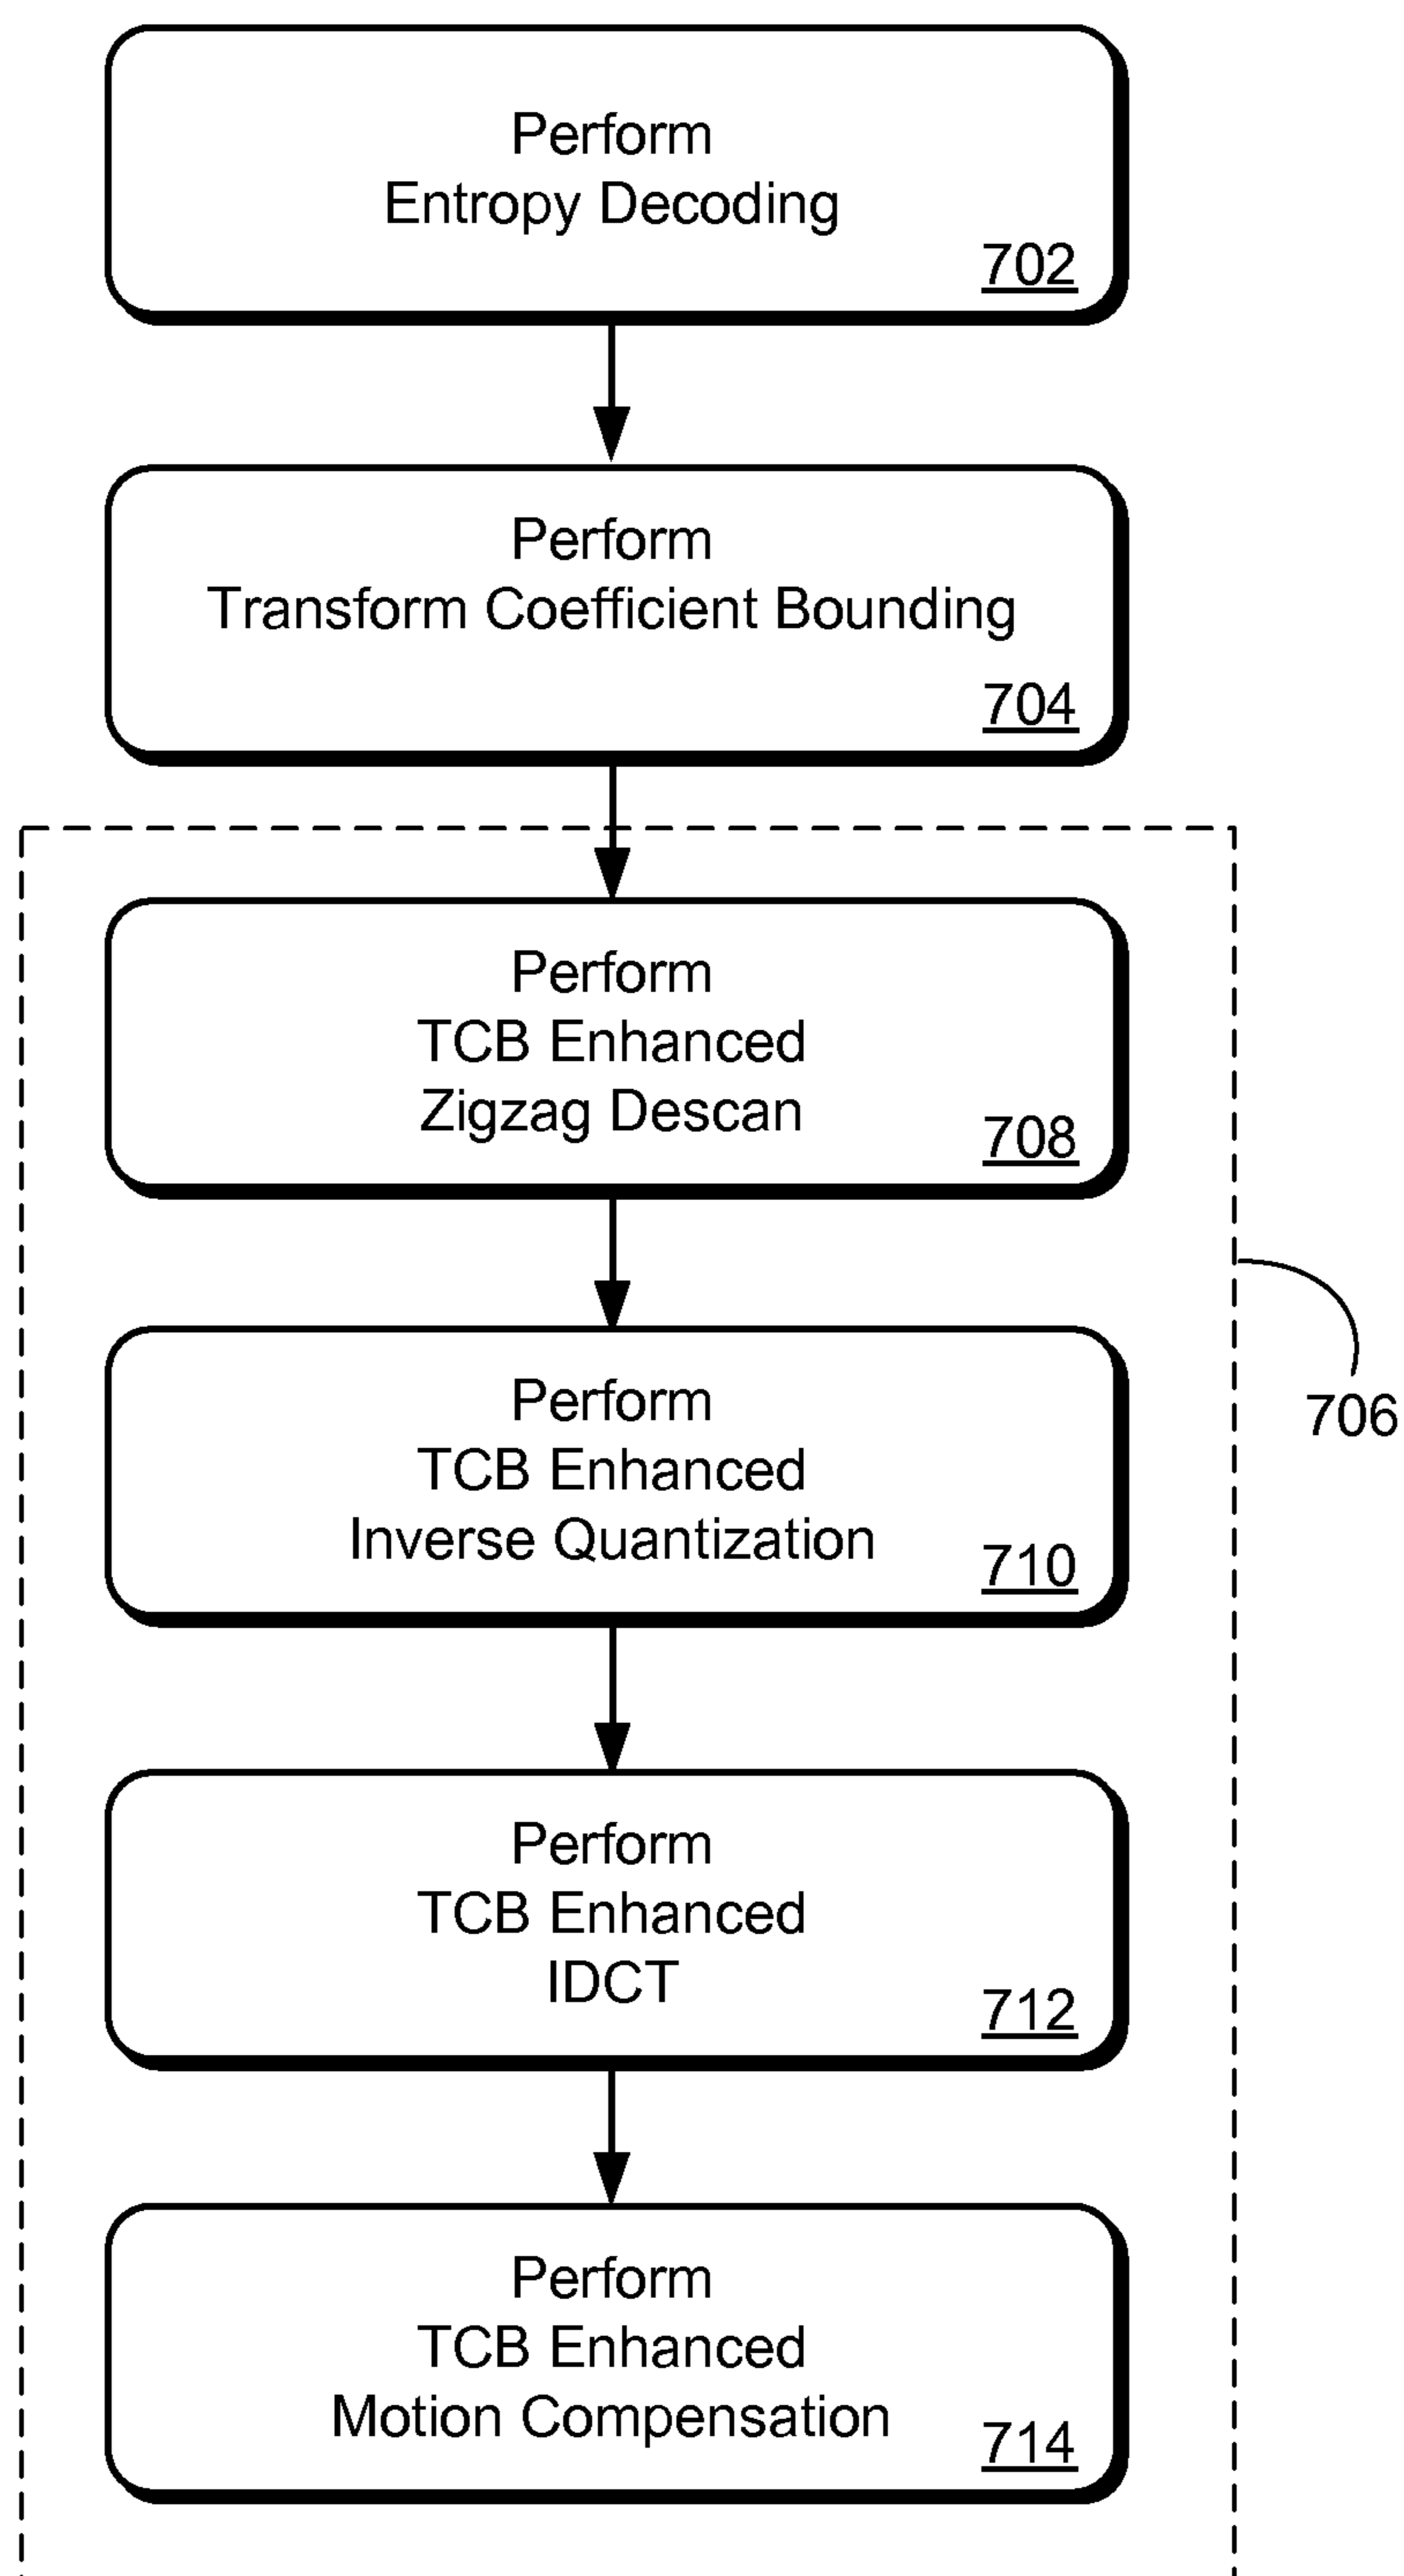 Perform
Entropy Decoding
702
Perform
Transform Coefficient Bounding
704
Perform
TCB Enhanced
Zigzag Descan
708
Perform
TCB Enhanced
Inverse Quantization
710
706
Perform
TCB Enhanced
IDCT
712
Perform
TCB Enhanced
Motion Compensation
714